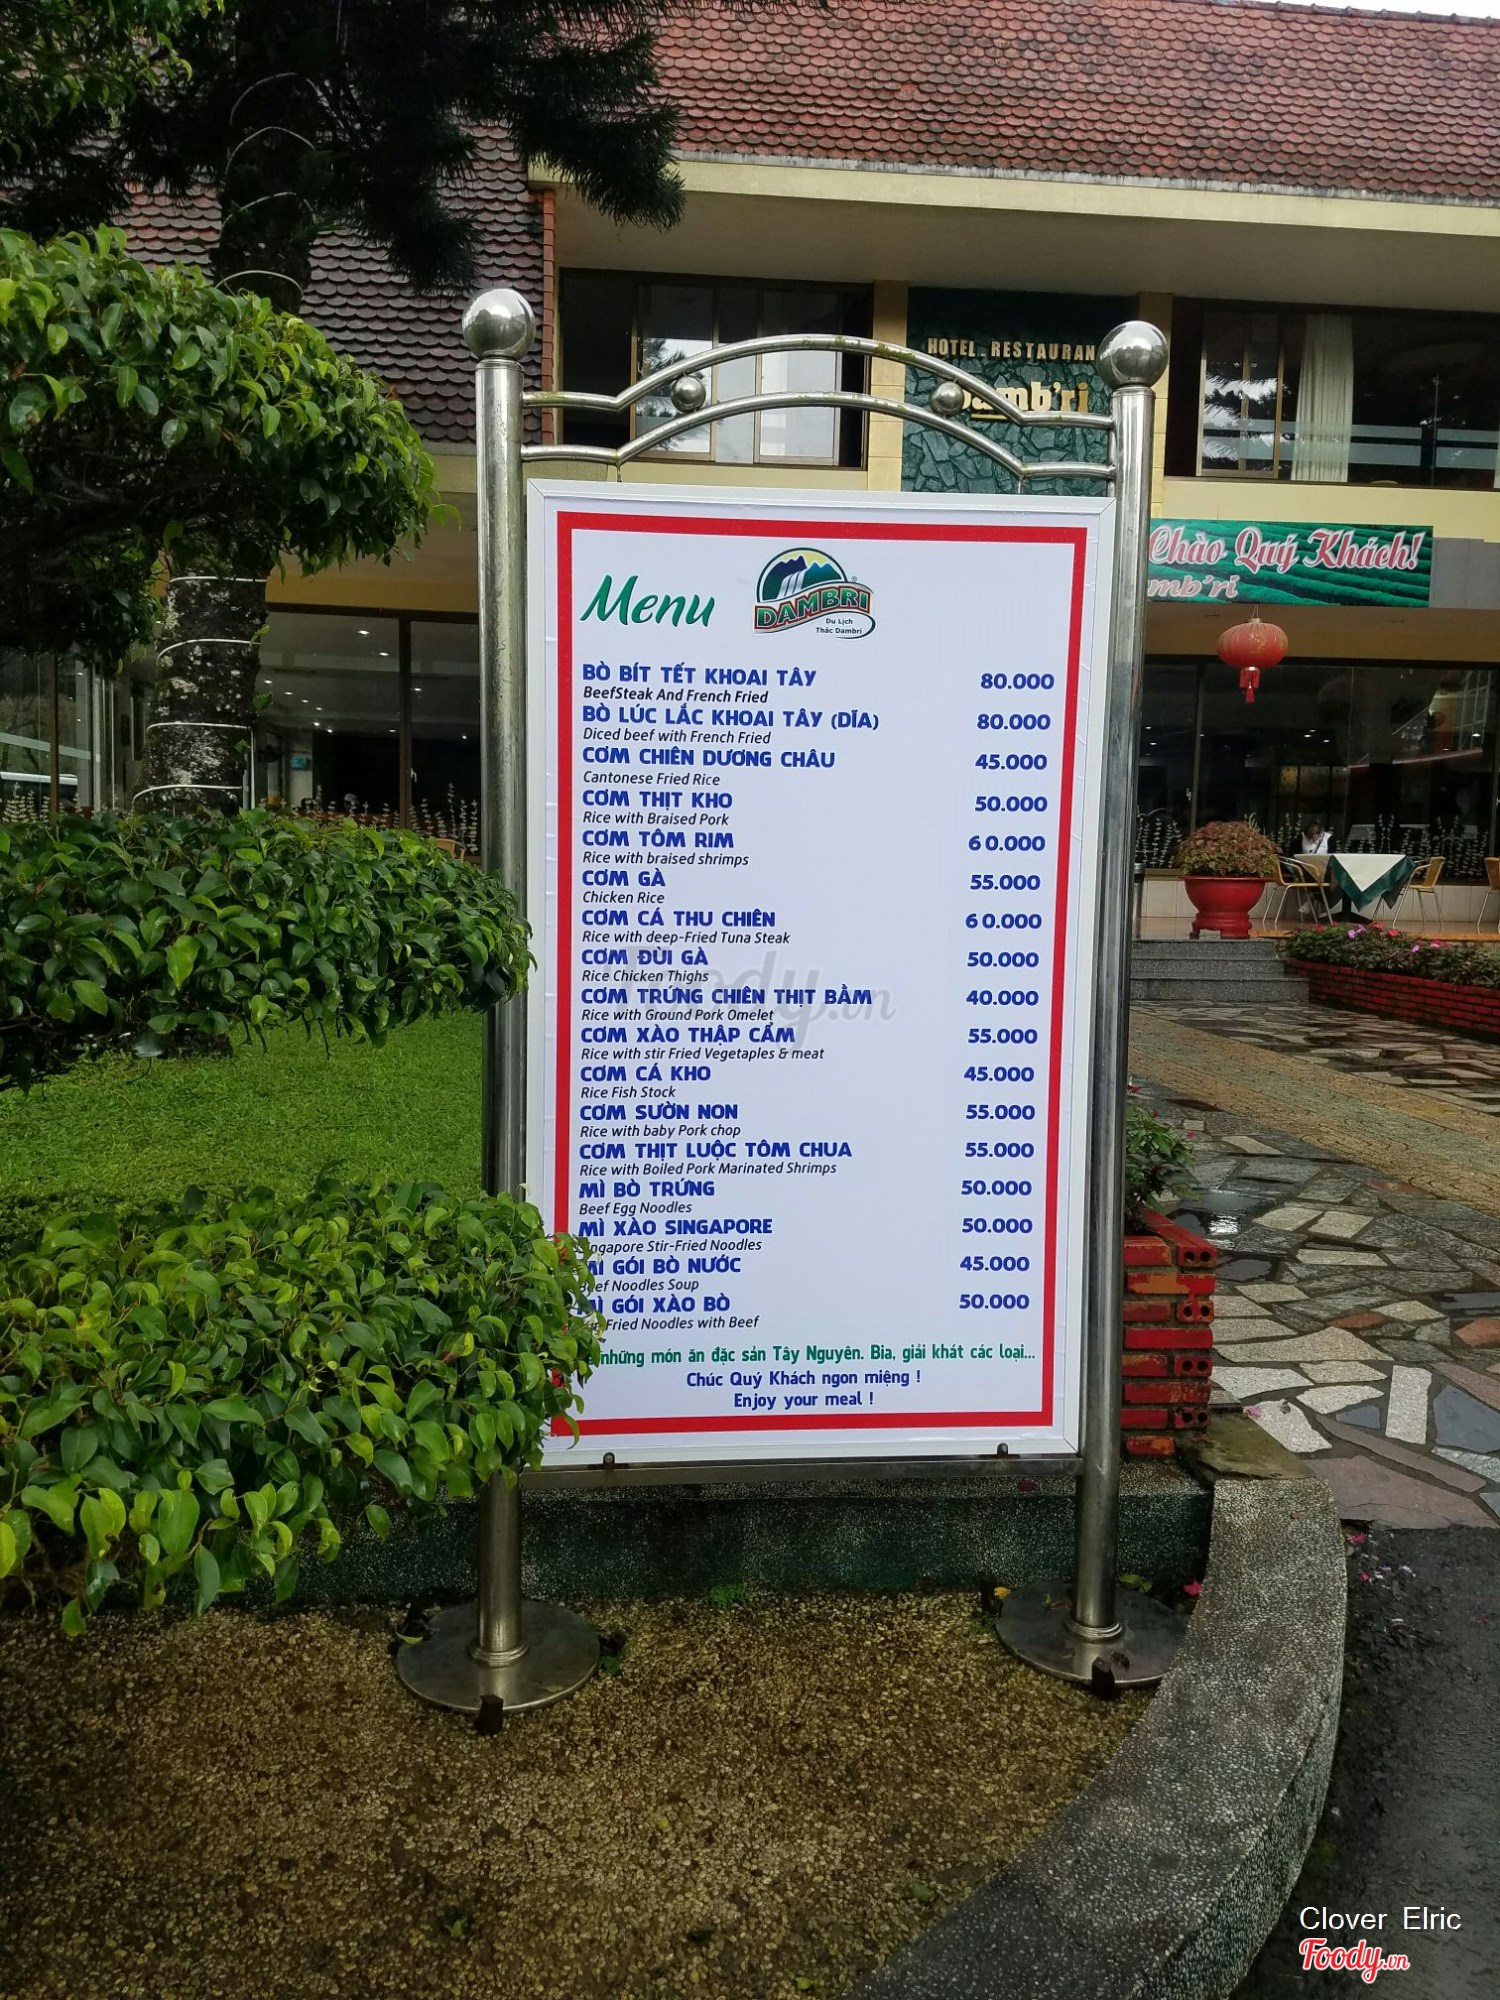 HOTEL. RESTAURAN
amb'ri
Chào Quý Khách!
mb'ri
Menu
DAMBRI
®
Du Lịch
Thác Dambri
BÒ BÍT TẾT KHOAI TÂY 80.000
BeefSteak And French Fried
BÒ LÚC LẮC KHOAI TÂY (DĨA) 80.000
Diced beef with French Fried
CƠM CHIÊN DƯƠNG CHÂU 45.000
Cantonese Fried Rice
CƠM THỊT KHO 50.000
Rice with Braised Pork
CƠM TÔM RIM 60.000
Rice with braised shrimps
CƠM GÀ 55.000
Chicken Rice
CƠM CÁ THU CHIÊN 60.000
Rice with deep-Fried Tuna Steak
CƠM ĐÙI GÀ 50.000
Rice Chicken Thighs
CƠM TRỨNG CHIÊN THỊT BẰM 40.000
Rice with Ground Pork Omelet
CƠM XÀO THẬP CẨM 55.000
Rice with stir Fried Vegetaples & meat
CƠM CÁ KHO 45.000
Rice Fish Stock
CƠM SƯỜN NON 55.000
Rice with baby Pork chop
CƠM THỊT LUỘC TÔM CHUA 55.000
Rice with Boiled Pork Marinated Shrimps
MÌ BÒ TRỨNG 50.000
Beef Egg Noodles
MÌ XÀO SINGAPORE 50.000
ingapore Stir-Fried Noodles
MÌ GÓI BÒ NƯỚC 45.000
Beef Noodles Soup
MÌ GÓI XÀO BÒ 50.000
Fried Noodles with Beef
những món ăn đặc sản Tây Nguyên. Bia, giải khát các loại...
Chúc Quý Khách ngon miệng !
Enjoy your meal !
Foody.vn
Clover Elric
Foody.vn